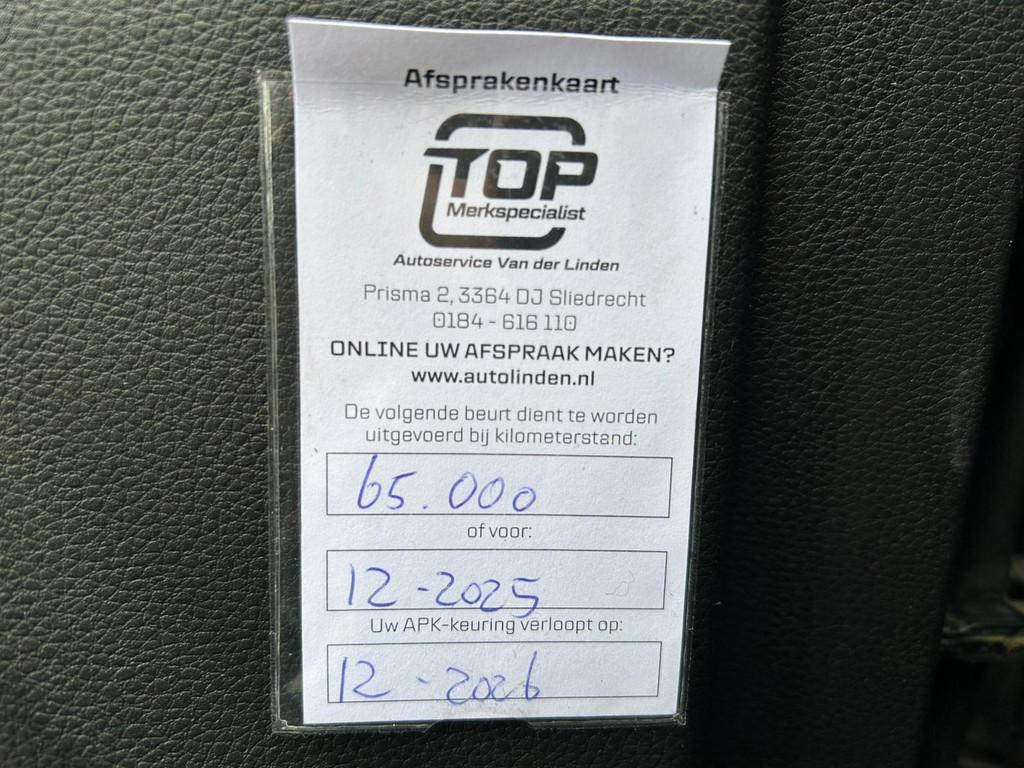 Afsprakenkaart
TOP
Merkspecialist
Autoservice Van der Linden
Prisma 2, 3364 DJ Sliedrecht
0184 - 616 110
ONLINE UW AFSPRAAK MAKEN?
www.autolinden.nl
De volgende beurt dient te worden
uitgevoerd bij kilometerstand:
65.000
of voor:
12-2025
Uw APK-keuring verloopt op:
12-2026